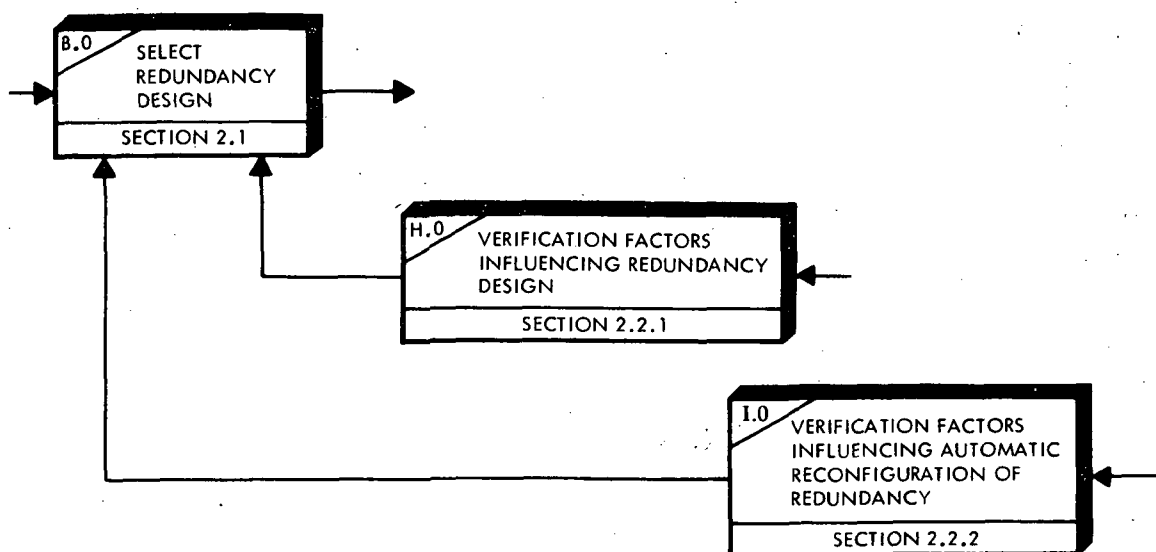 B.0
SELECT
REDUNDANCY
DESIGN
SECTION 2.1
H.0
VERIFICATION FACTORS
INFLUENCING REDUNDANCY
DESIGN
SECTION 2.2.1
I.0
VERIFICATION FACTORS
INFLUENCING AUTOMATIC
RECONFIGURATION OF
REDUNDANCY
SECTION 2.2.2